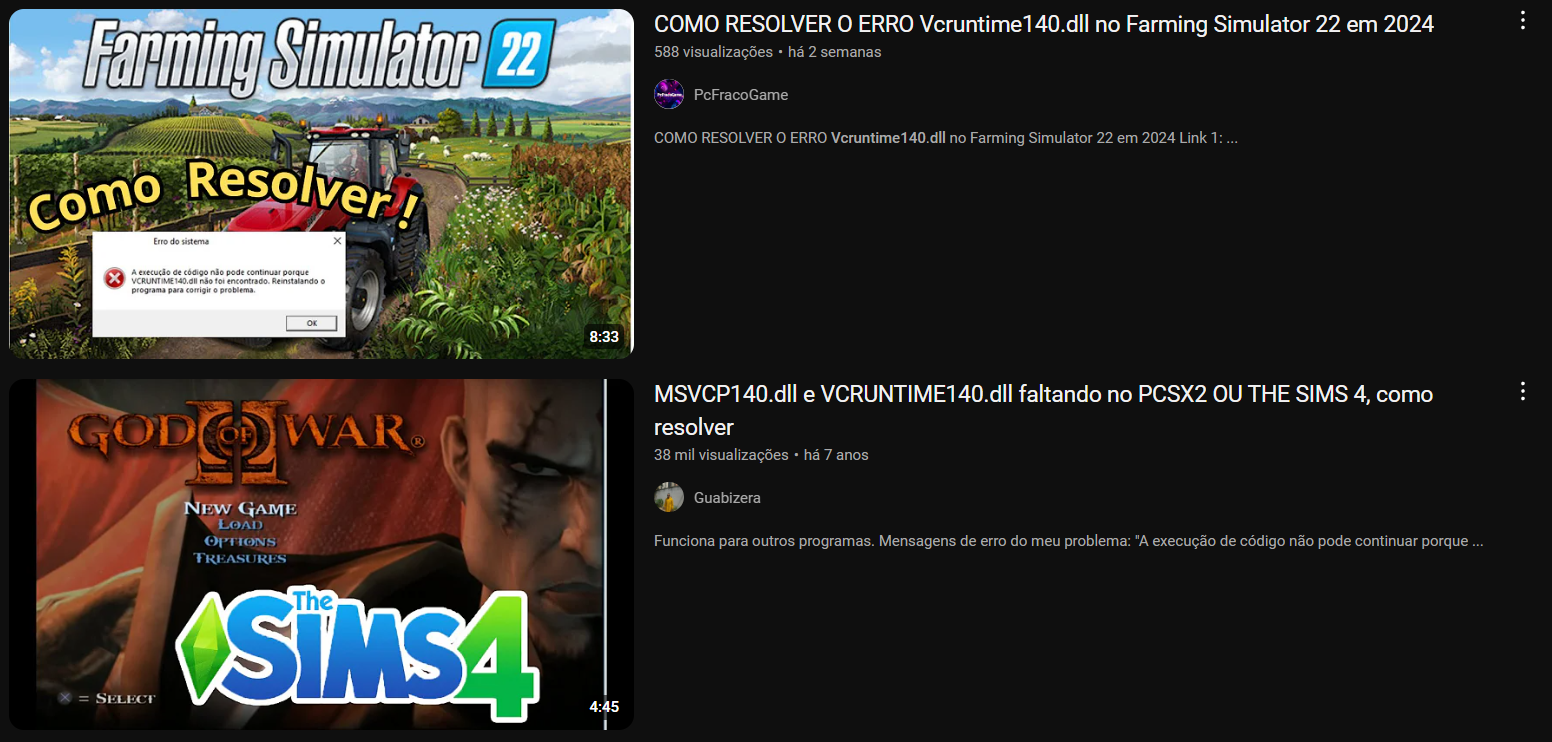 Farming Simulator 22
Como Resolver!
Erro do sistema
A execução de código não pode continuar porque
VCRUNTIME140.dll não foi encontrado. Reinstalando o
programa para corrigir o problema.
OK
8:33
COMO RESOLVER O ERRO Vcruntime140.dll no Farming Simulator 22 em 2024
588 visualizações • há 2 semanas
PcFracoGame
PcFracoGame
COMO RESOLVER O ERRO Vcruntime140.dll no Farming Simulator 22 em 2024 Link 1: ...
GOD OF WAR®
II
NEW GAME
LOAD
OPTIONS
TREASURES
The
SIMS 4
= SELECT
4:45
MSVCP140.dll e VCRUNTIME140.dll faltando no PCSX2 OU THE SIMS 4, como
resolver
38 mil visualizações • há 7 anos
Guabizera
Funciona para outros programas. Mensagens de erro do meu problema: "A execução de código não pode continuar porque ...